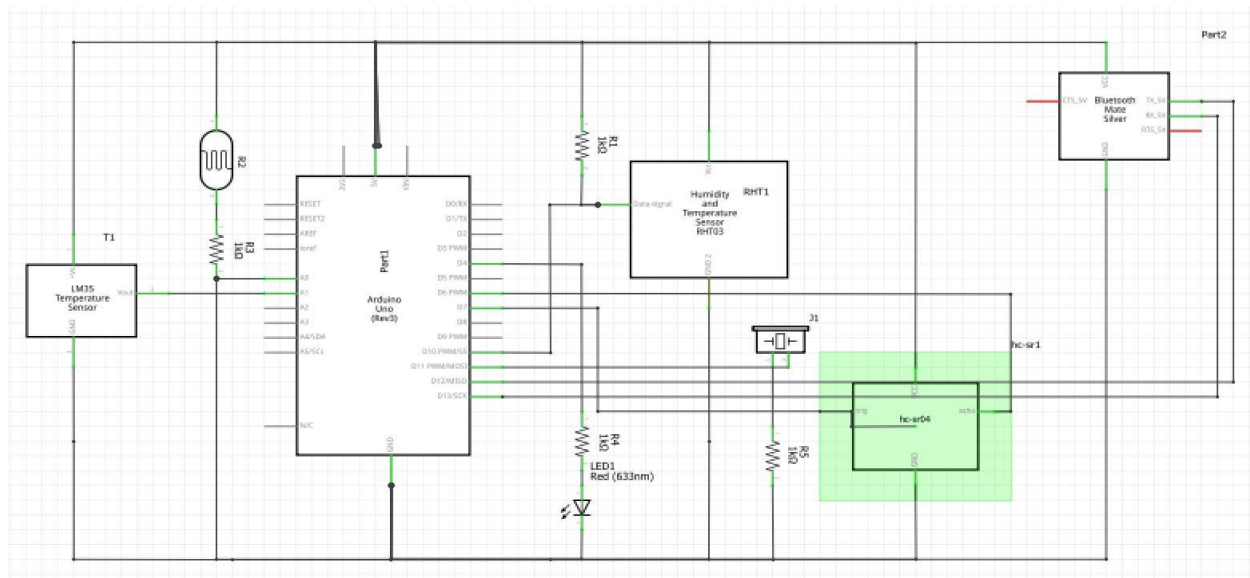 Part2
CTS_5V
VCC
Bluetooth
Mate
Silver
TX_5V
RX_5V
RTS_5V
GND
R2
R3
1kΩ
T1
LM35
Temperature
Sensor
Vout
GND
5V
RESET
RESET2
AREF
ioref
A0
A1
A2
A3
A4/SDA
A5/SCL
N/C
Part1
Arduino
Uno
(Rev3)
D0/RX
D1/TX
D2
D3 PWM
D4
D5 PWM
D6 PWM
D7
D8
D9 PWM
D10 PWM/SS
D11 PWM/MOSI
D12/MISO
D13/SCK
GND
R1
1kΩ
Data-signal
Humidity
and
Temperature
Sensor
RHT03
RHT1
GND 2
J1
R4
1kΩ
LED1
Red (633nm)
R5
1kΩ
hc-sr1
VCC
trig
echo
hc-sr04
GND